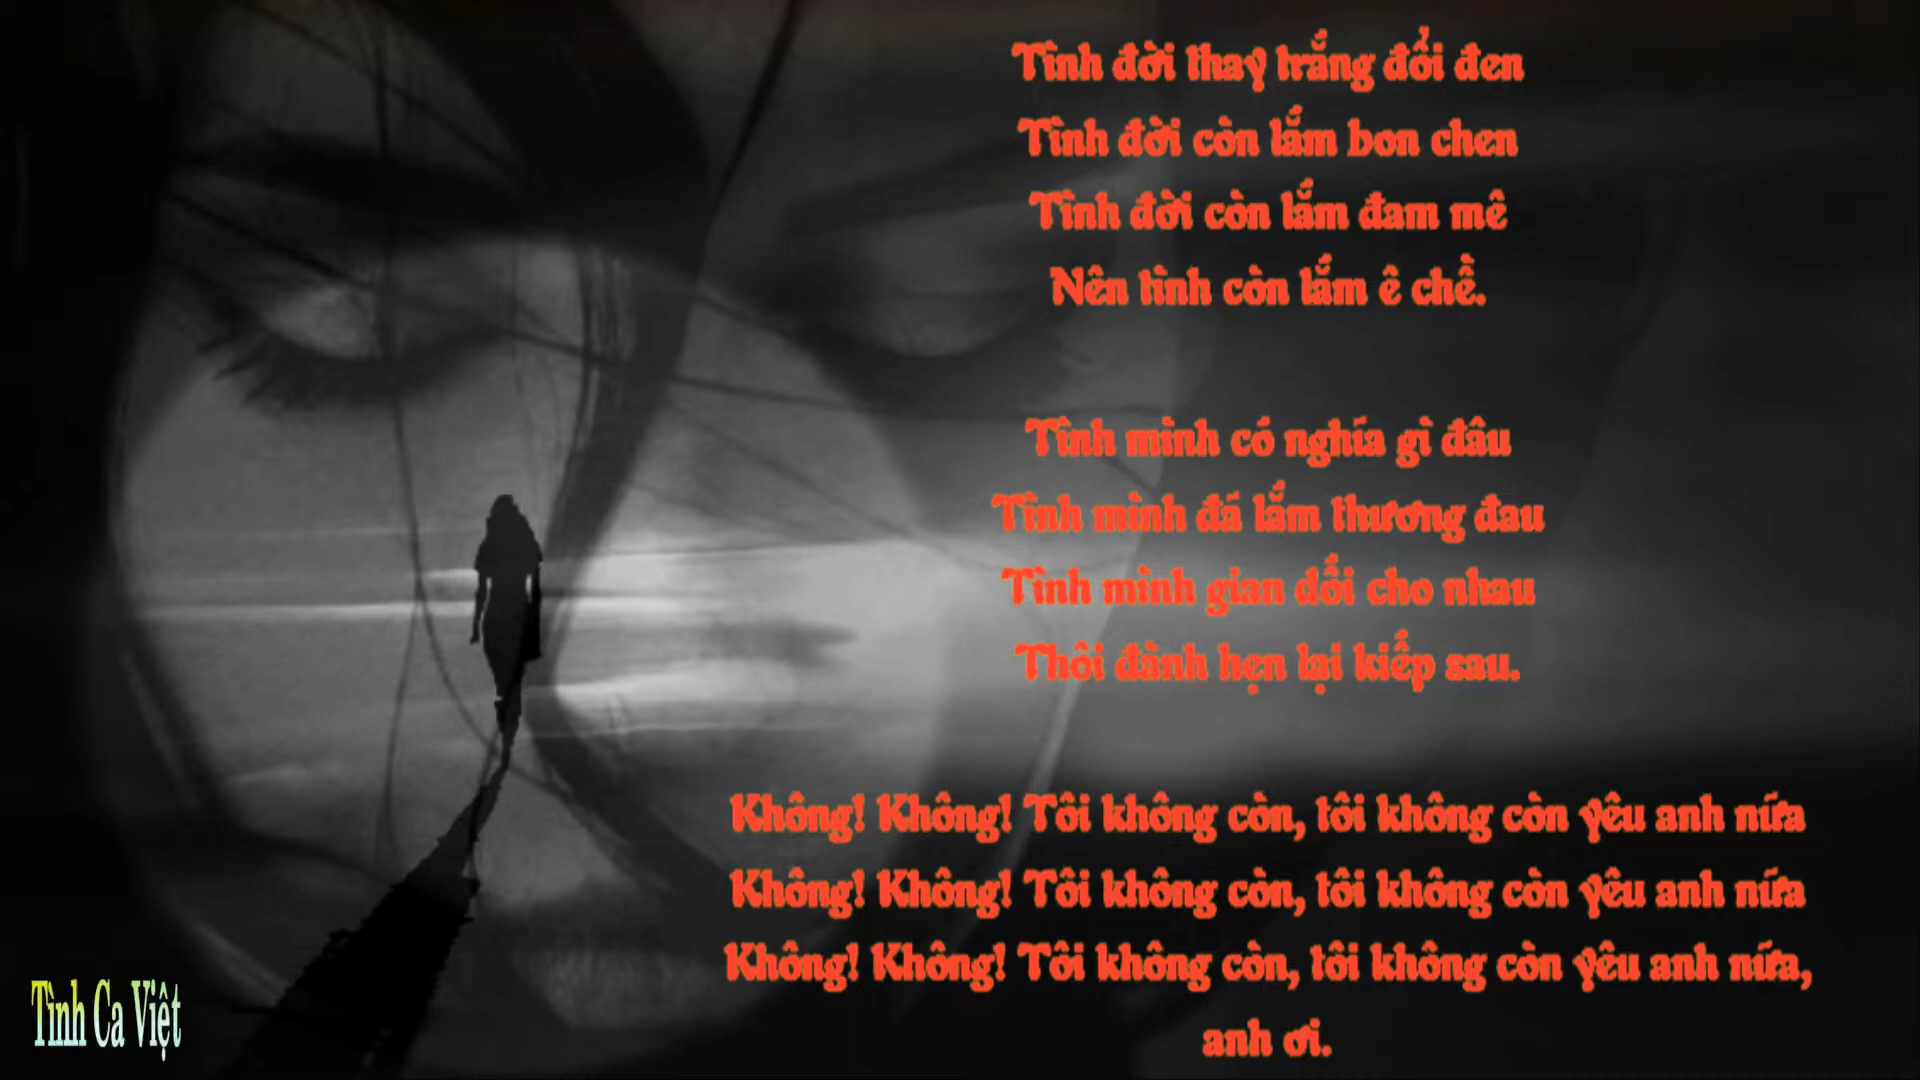 Tình đời thay trắng đổi đen
Tình đời còn lắm bon chen
Tình đời còn lắm đam mê
Nên tình còn lắm ê chề.
Tình mình có nghĩa gì đâu
Tình mình đã lắm thương đau
Tình mình gian dối cho nhau
Thôi đành hẹn lại kiếp sau.
Không! Không! Tôi không còn, tôi không còn yêu anh nữa
Không! Không! Tôi không còn, tôi không còn yêu anh nữa
Không! Không! Tôi không còn, tôi không còn yêu anh nữa,
anh ơi.
Tình Ca Việt